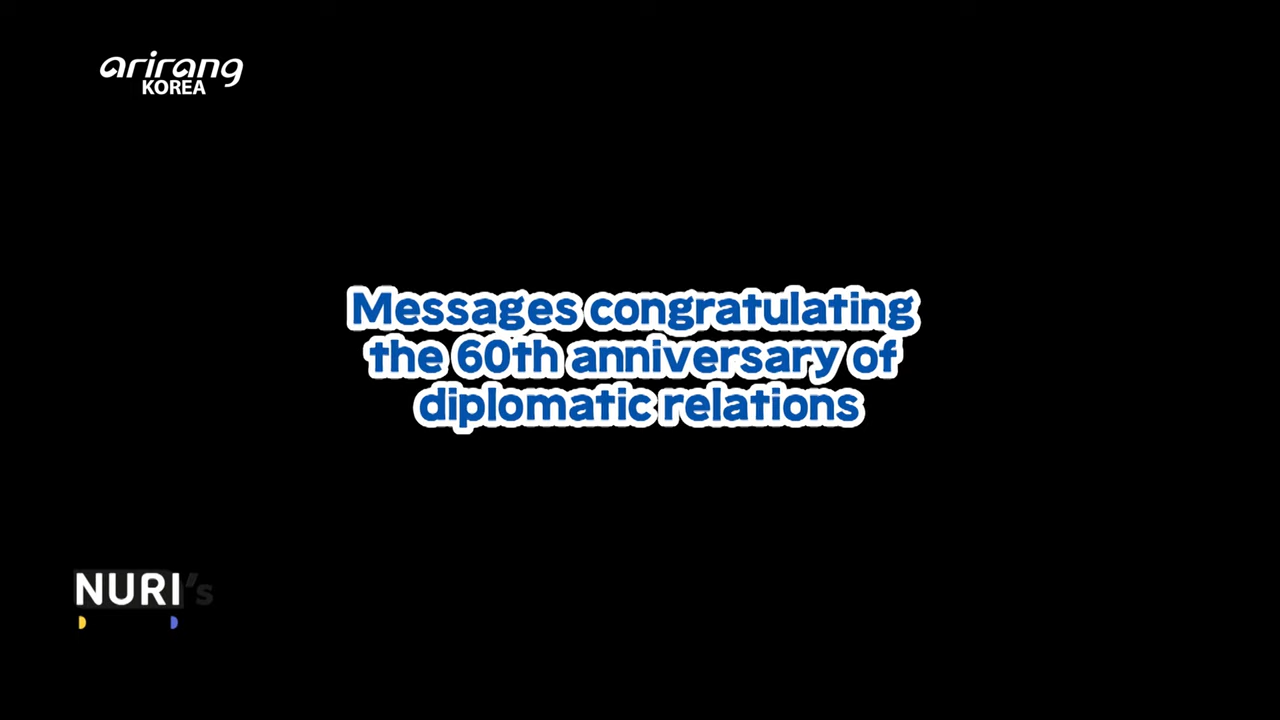 arirang
KOREA
Messages congratulating
the 60th anniversary of
diplomatic relations
NURI's